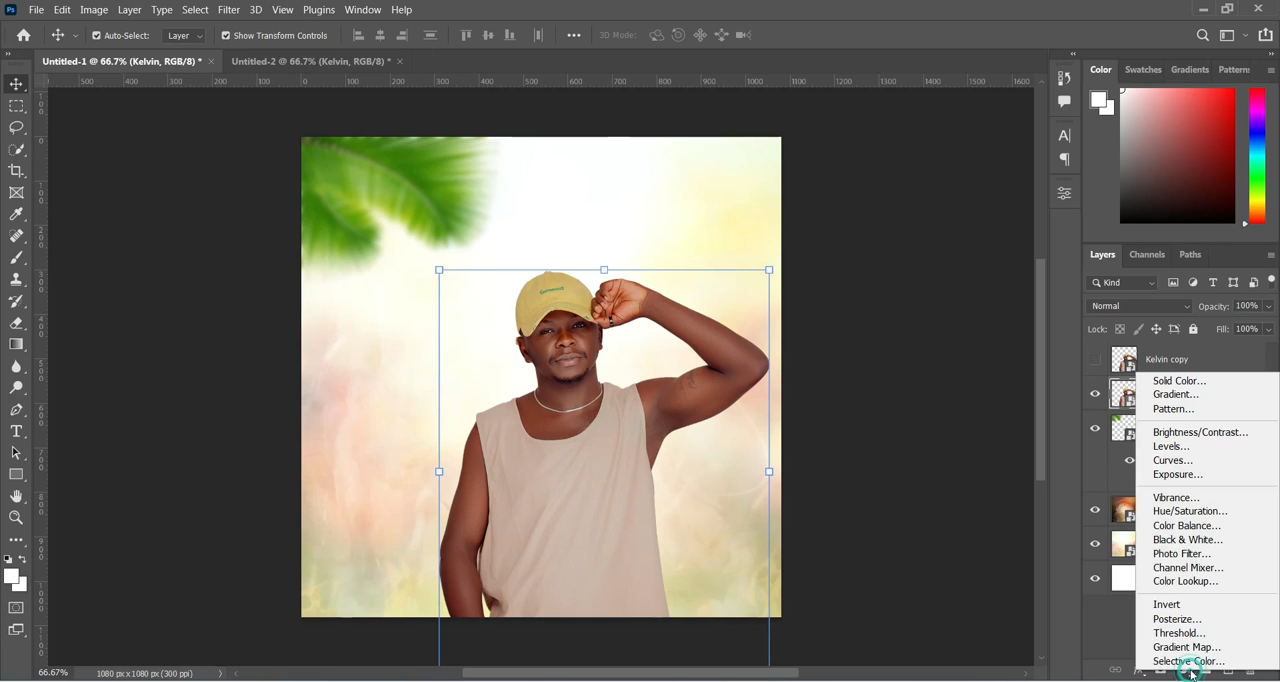 Ps File Edit Image Layer Type Select Filter 3D View Plugins Window Help
Auto-Select: Layer Show Transform Controls 3D Mode:
Untitled-1 @ 66.7% (Kelvin, RGB/8) * × Untitled-2 @ 66.7% (Kelvin, RGB/8) * ×
Color Swatches Gradients Patterns
500 400 300 200 100 0 100 200 300 400 500 600 700 800 900 1000 1100 1200 1300 1400 1500 1600
Layers Channels Paths
Kind
Normal Opacity: 100%
Lock: Fill: 100%
Kelvin copy
Solid Color...
Gradient...
Pattern...
Brightness/Contrast...
Levels...
Curves...
Exposure...
Vibrance...
Hue/Saturation...
Color Balance...
Black & White...
Photo Filter...
Channel Mixer...
Color Lookup...
Invert
Posterize...
Threshold...
Gradient Map...
Selective Color...
66.67% 1080 px x 1080 px (300 ppi)